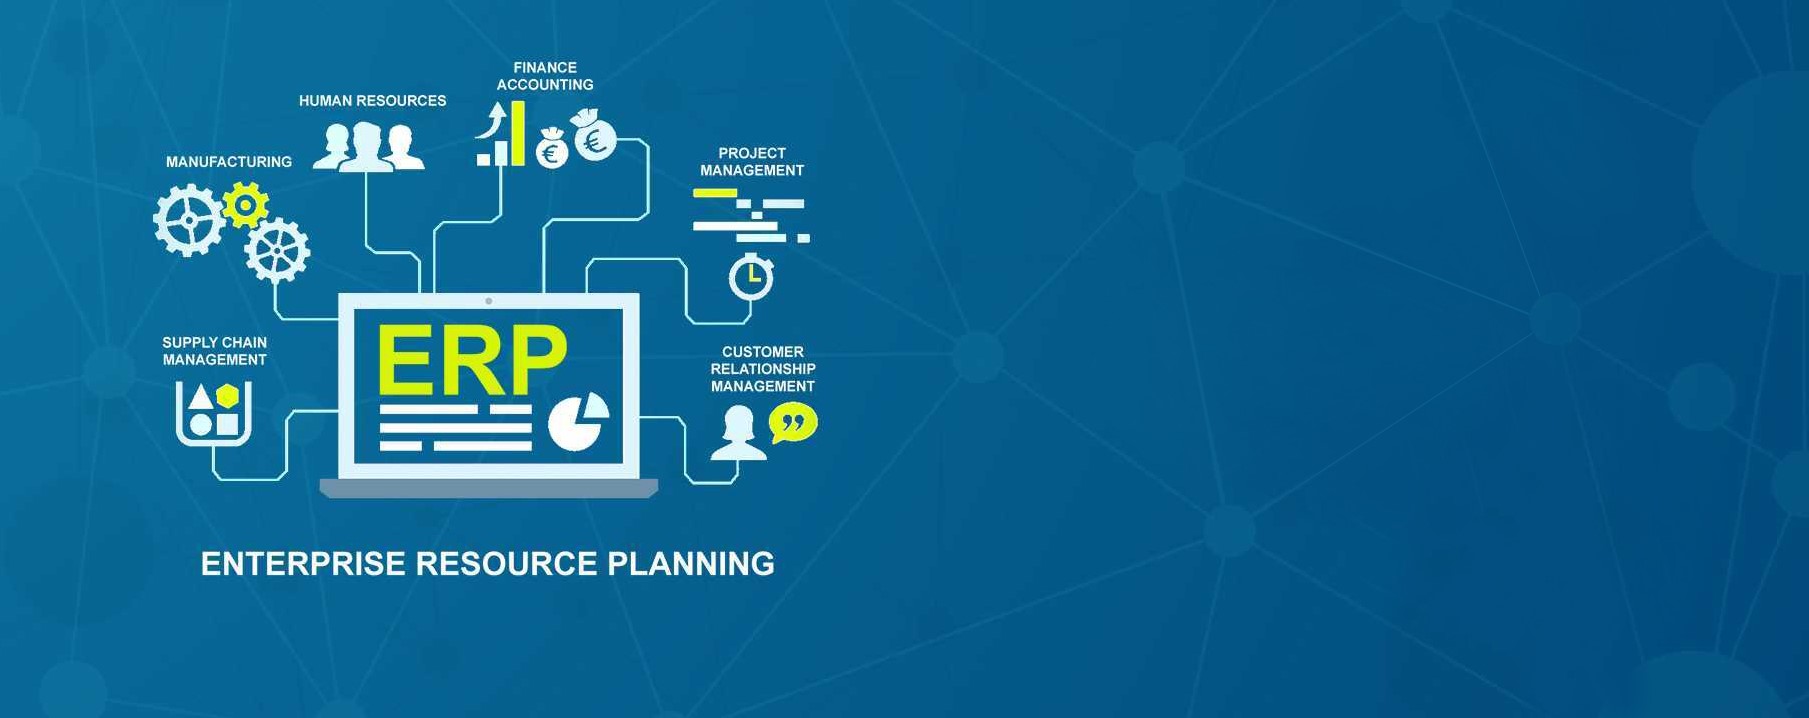 FINANCE
ACCOUNTING
HUMAN RESOURCES
MANUFACTURING
PROJECT
MANAGEMENT
SUPPLY CHAIN
MANAGEMENT
ERP
CUSTOMER
RELATIONSHIP
MANAGEMENT
ENTERPRISE RESOURCE PLANNING